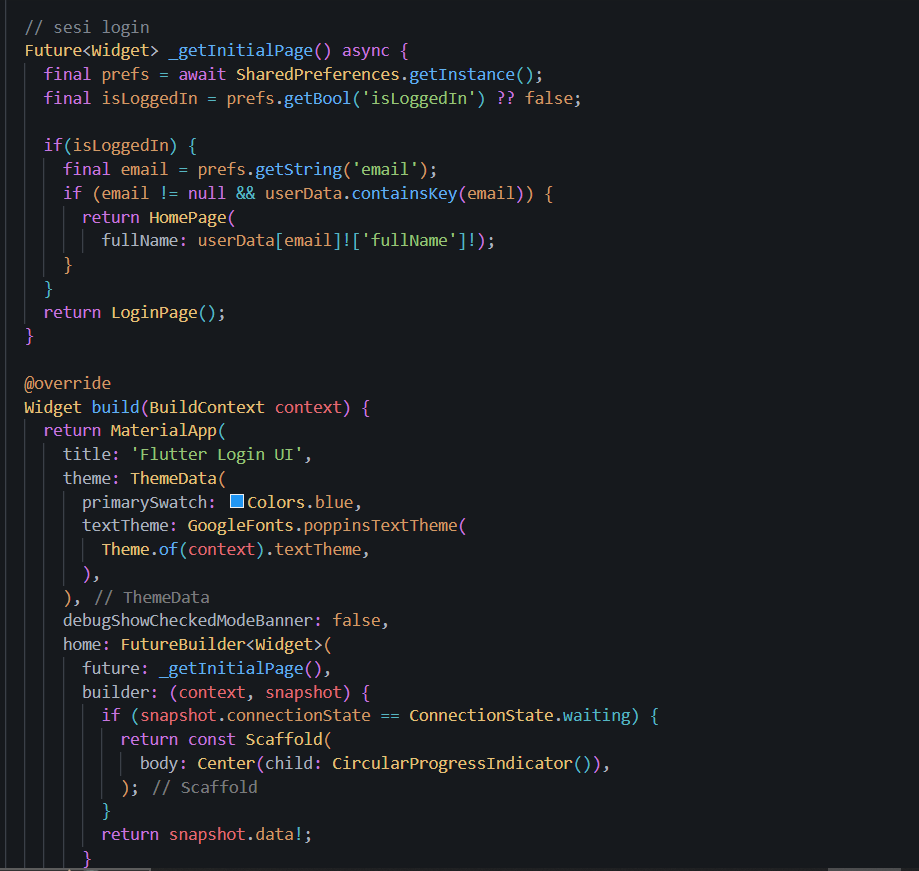 // sesi login
Future<Widget> _getInitialPage() async {
  final prefs = await SharedPreferences.getInstance();
  final isLoggedIn = prefs.getBool('isLoggedIn') ?? false;

  if(isLoggedIn) {
    final email = prefs.getString('email');
    if (email != null && userData.containsKey(email)) {
      return HomePage(
        fullName: userData[email]!['fullName']!);
    }
  }
  return LoginPage();
}

@override
Widget build(BuildContext context) {
  return MaterialApp(
    title: 'Flutter Login UI',
    theme: ThemeData(
      primarySwatch: Colors.blue,
      textTheme: GoogleFonts.poppinsTextTheme(
        Theme.of(context).textTheme,
      ),
    ), // ThemeData
    debugShowCheckedModeBanner: false,
    home: FutureBuilder<Widget>(
      future: _getInitialPage(),
      builder: (context, snapshot) {
        if (snapshot.connectionState == ConnectionState.waiting) {
          return const Scaffold(
            body: Center(child: CircularProgressIndicator()),
          ); // Scaffold
        }
        return snapshot.data!;
      }